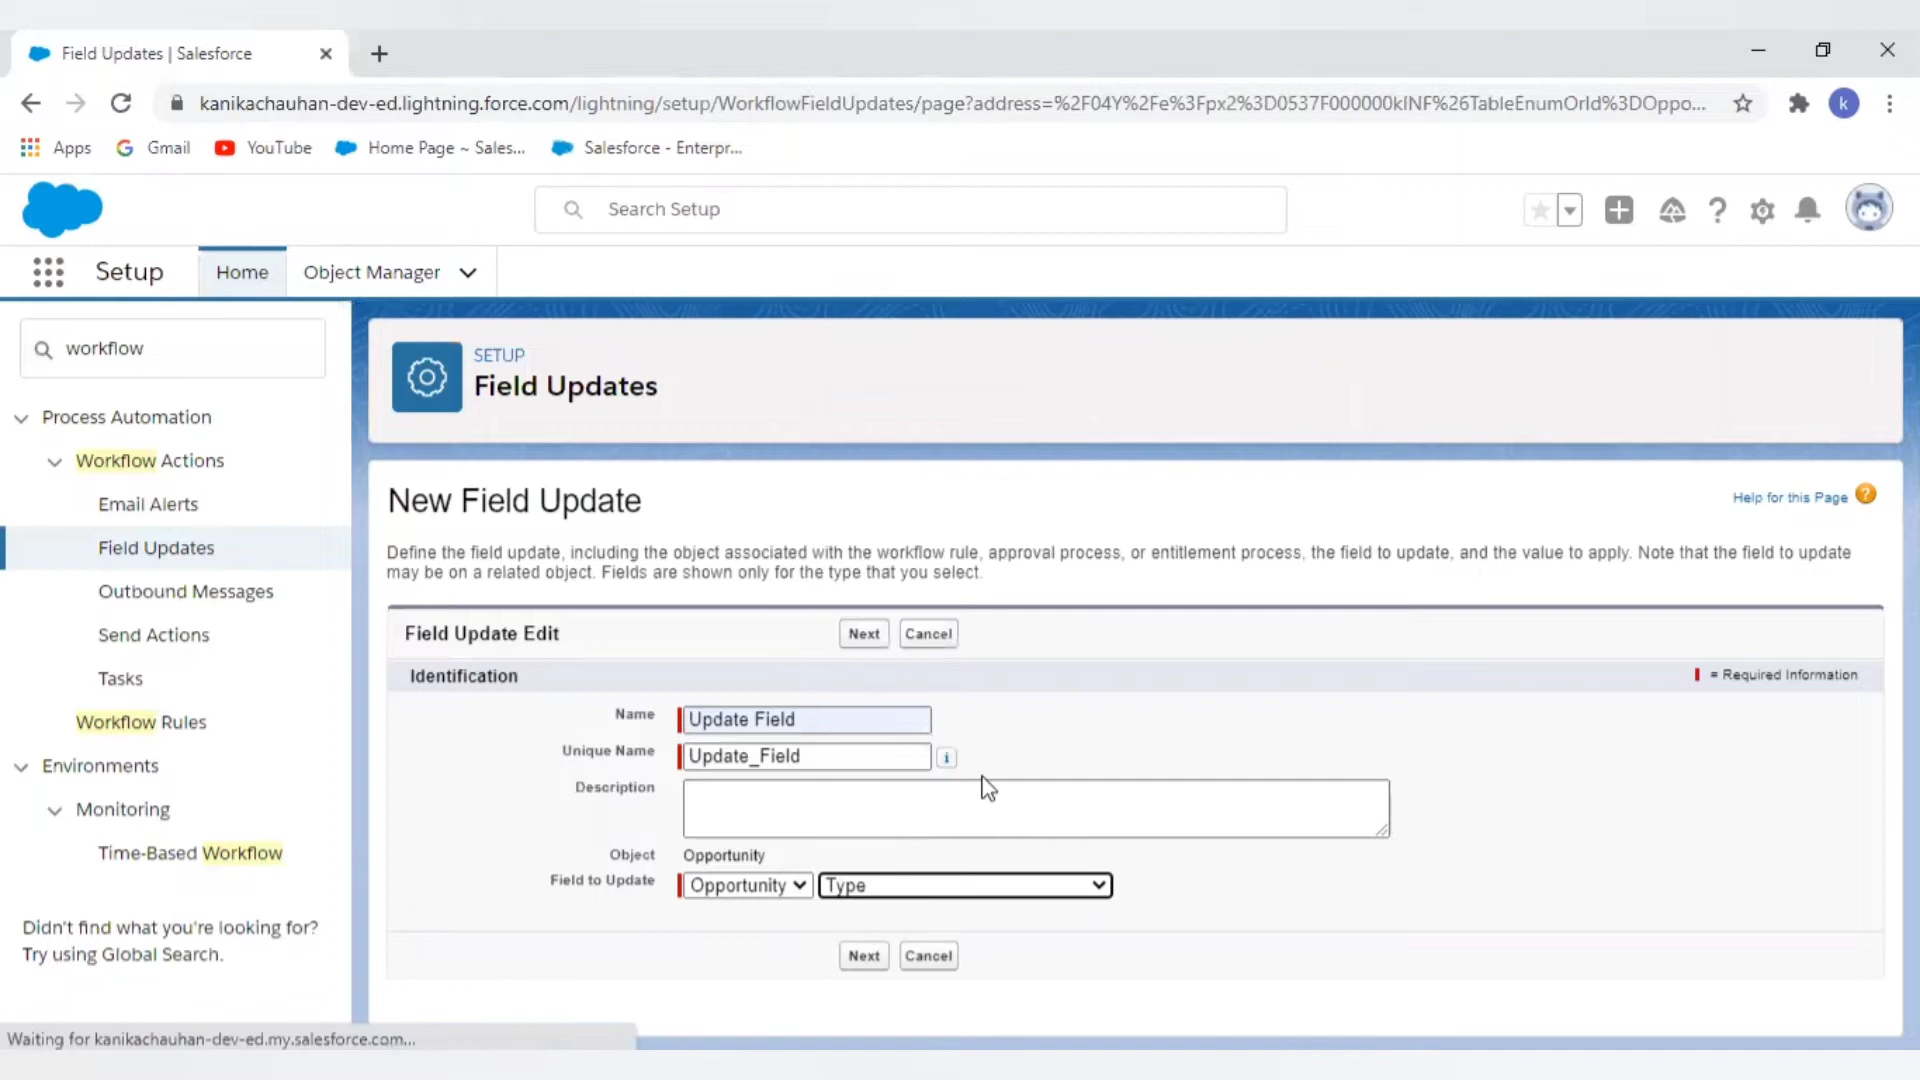 Field Updates | Salesforce
kanikachauhan-dev-ed.lightning.force.com/lightning/setup/WorkflowFieldUpdates/page?address=%2F04Y%2Fe%3Fpx2%3D0537F000000kINF%26TableEnumOrId%3DOppo...
k
Apps
Gmail
YouTube
Home Page ~ Sales...
Salesforce - Enterpr...
Search Setup
Setup
Home
Object Manager
workflow
Process Automation
Workflow Actions
Email Alerts
Field Updates
Outbound Messages
Send Actions
Tasks
Workflow Rules
Environments
Monitoring
Time-Based Workflow
Didn't find what you're looking for?
Try using Global Search.
SETUP
Field Updates
New Field Update
Help for this Page
Define the field update, including the object associated with the workflow rule, approval process, or entitlement process, the field to update, and the value to apply. Note that the field to update
may be on a related object. Fields are shown only for the type that you select.
Field Update Edit
Next
Cancel
Identification
= Required Information
Name
Update Field
Unique Name
Update_Field
Description
Object
Opportunity
Field to Update
Opportunity
Type
Next
Cancel
Waiting for kanikachauhan-dev-ed.my.salesforce.com...